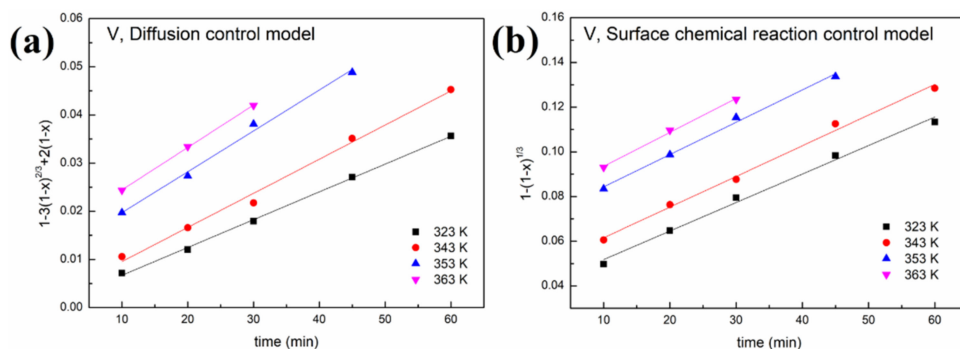 (a)
V, Diffusion control model
1-3(1-x)^{2/3}+2(1-x)
0.06
0.05
0.04
0.03
0.02
0.01
0.00
323 K
343 K
353 K
363 K
10 20 30 40 50 60
time (min)
(b)
V, Surface chemical reaction control model
1-(1-x)^{1/3}
0.16
0.14
0.12
0.10
0.08
0.06
0.04
323 K
343 K
353 K
363 K
10 20 30 40 50 60
time (min)